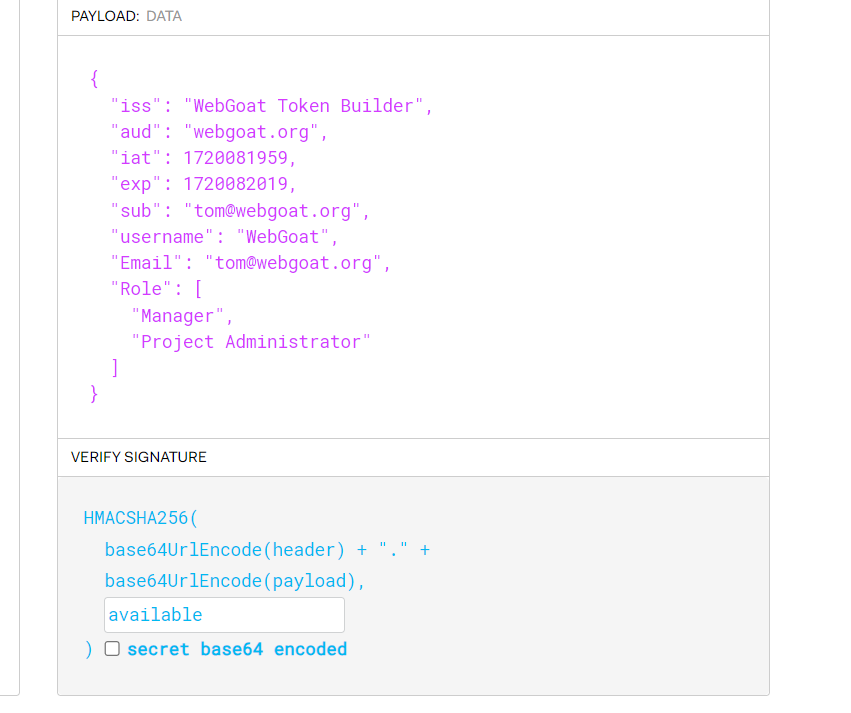 PAYLOAD: DATA
{
"iss": "WebGoat Token Builder",
"aud": "webgoat.org",
"iat": 1720081959,
"exp": 1720082019,
"sub": "tom@webgoat.org",
"username": "WebGoat",
"Email": "tom@webgoat.org",
"Role": [
"Manager",
"Project Administrator"
]
}
VERIFY SIGNATURE
HMACSHA256(
base64UrlEncode(header) + "." +
base64UrlEncode(payload),
available
) secret base64 encoded